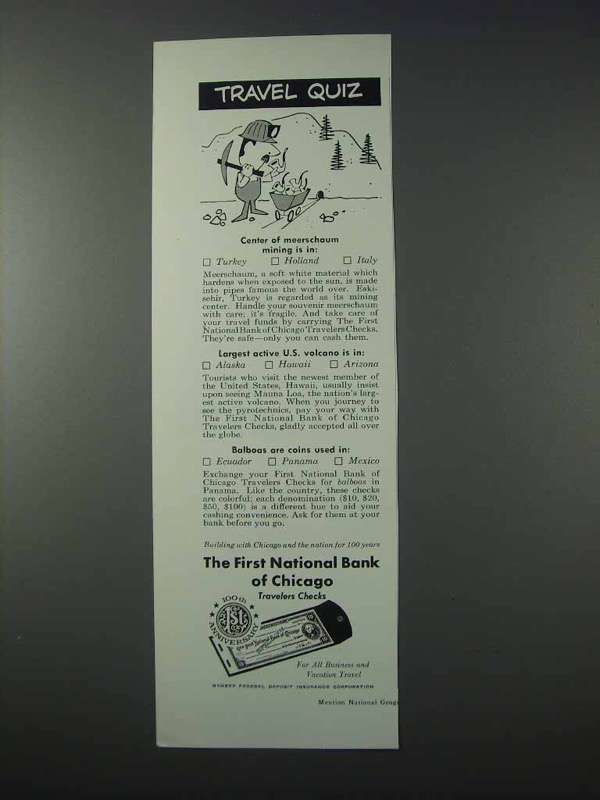 TRAVEL QUIZ
Center of meerschaum
mining is in:
☐ Turkey ☐ Holland ☐ Italy
Meerschaum, a soft white material which
hardens when exposed to the sun, is made
into pipes famous the world over. Eski-
sehir, Turkey is regarded as its mining
center. Handle your souvenir meerschaum
with care; it's fragile. And take care of
your travel funds by carrying The First
National Bank of Chicago Travelers Checks.
They're safe—only you can cash them.
Largest active U.S. volcano is in:
☐ Alaska ☐ Hawaii ☐ Arizona
Tourists who visit the newest member of
the United States, Hawaii, usually insist
upon seeing Mauna Loa, the nation's larg-
est active volcano. When you journey to
see the pyrotechnics, pay your way with
The First National Bank of Chicago
Travelers Checks, gladly accepted all over
the globe.
Balboas are coins used in:
☐ Ecuador ☐ Panama ☐ Mexico
Exchange your First National Bank of
Chicago Travelers Checks for balboas in
Panama. Like the country, these checks
are colorful; each denomination ($10, $20,
$50, $100) is a different hue to aid your
cashing convenience. Ask for them at your
bank before you go.
Building with Chicago and the nation for 100 years
The First National Bank
of Chicago
Travelers Checks
100th
1st
ANNIVERSARY
The First National Bank of Chicago
For All Business and
Vacation Travel
MEMBER FEDERAL DEPOSIT INSURANCE CORPORATION
Mention National Geog